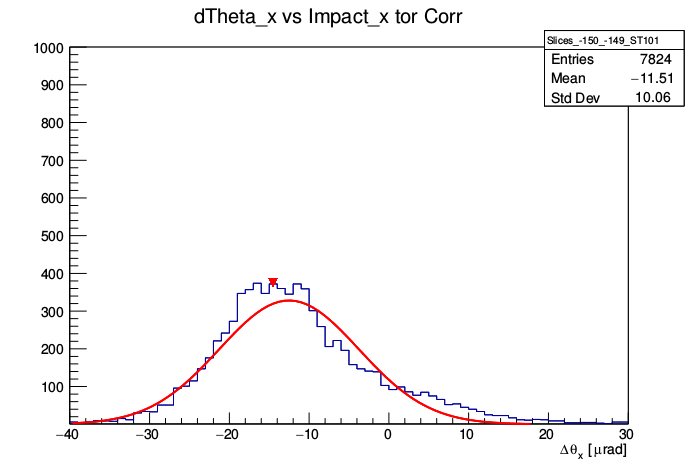 dTheta_x vs Impact_x tor Corr
Slices_-150_-149_ST101
Entries 7824
Mean −11.51
Std Dev 10.06
1000
900
800
700
600
500
400
300
200
100
−40 −30 −20 −10 0 10 20 30
Δθx [μrad]